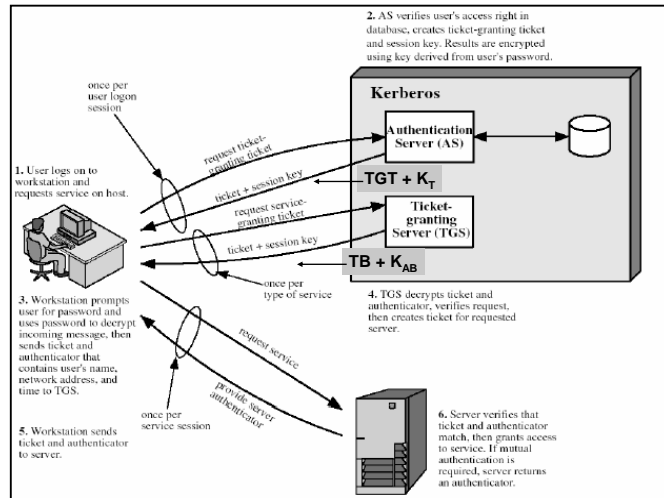 2. AS verifies user's access right in
database, creates ticket-granting ticket
and session key. Results are encrypted
using key derived from user's password.
once per
user logon
session
Kerberos
Authentication
Server (AS)
request ticket-
granting ticket
1. User logs on to
workstation and
requests service on host.
ticket + session key
TGT + KT
request service-
granting ticket
Ticket-
granting
Server (TGS)
ticket + session key
TB + KAB
once per
type of service
3. Workstation prompts
user for password and
uses password to decrypt
incoming message, then
sends ticket and
authenticator that
contains user's name,
network address, and
time to TGS.
4. TGS decrypts ticket and
authenticator, verifies request,
then creates ticket for requested
server.
request service
provide server
authenticator
once per
service session
5. Workstation sends
ticket and authenticator
to server.
6. Server verifies that
ticket and authenticator
match, then grants access
to service. If mutual
authentication is
required, server returns
an authenticator.